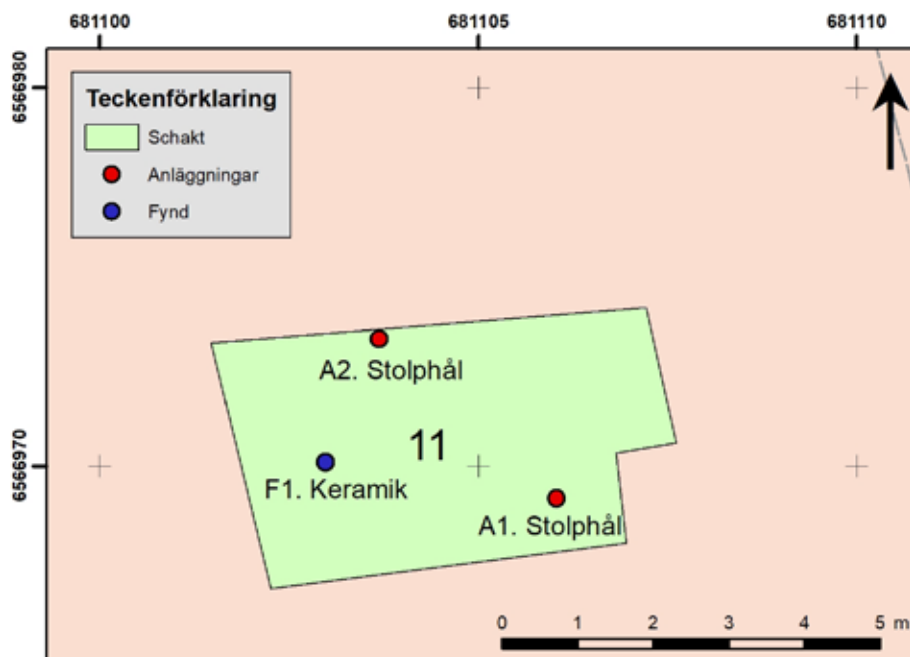 681100 681105 681110
6566980
Teckenförklaring
Schakt
Anläggningar
Fynd
A2. Stolphål
11
6566970
F1. Keramik
A1. Stolphål
0 1 2 3 4 5 m